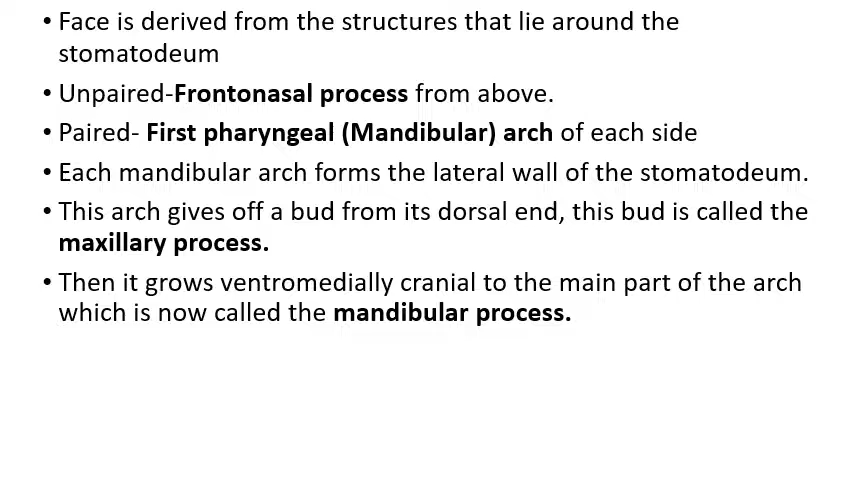 • Face is derived from the structures that lie around the
stomatodeum
• Unpaired-Frontonasal process from above.
• Paired- First pharyngeal (Mandibular) arch of each side
• Each mandibular arch forms the lateral wall of the stomatodeum.
• This arch gives off a bud from its dorsal end, this bud is called the
maxillary process.
• Then it grows ventromedially cranial to the main part of the arch
which is now called the mandibular process.